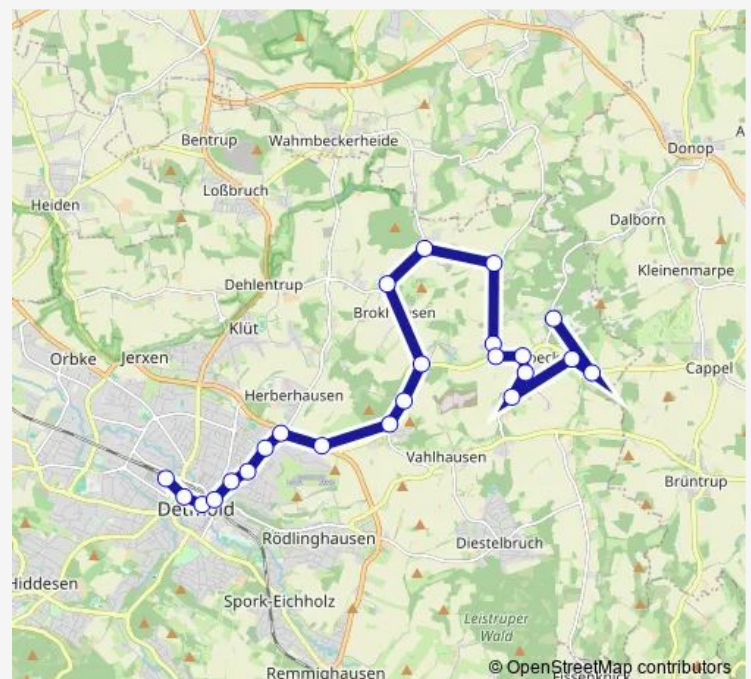 Bentrup
Wahmbeckerheide
Donop
Loßbruch
Heiden
Dalborn
Kleinenmarpe
Dehlentrup
Klüt
Orbke
Jerxen
Cappel
Herberhausen
Vahlhausen
Brüntrup
Detmold
Rödlinghausen
Diestelbruch
Spork-Eichholz
Leistruper
Wald
Remmighausen
© OpenStreetMap contributors